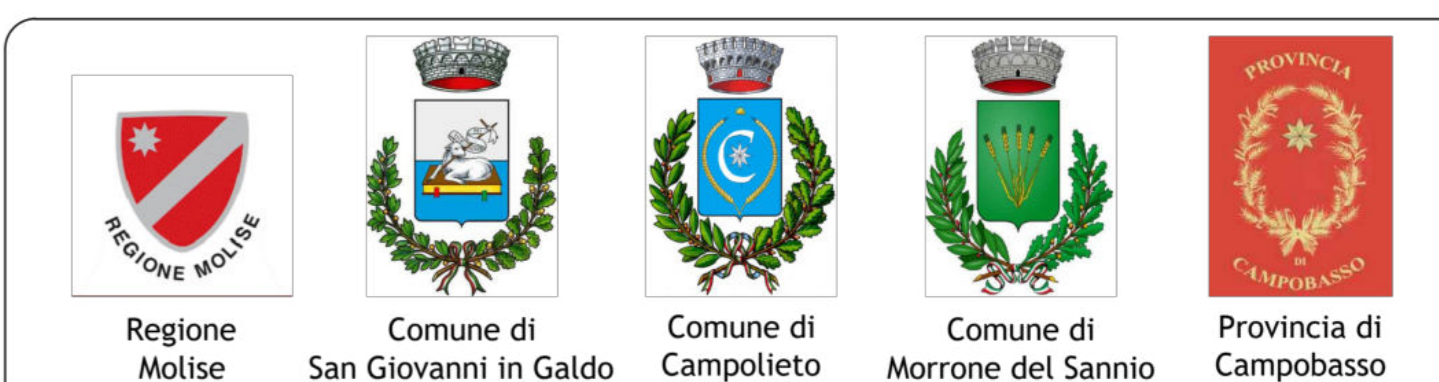 REGIONE MOLISE
C
PROVINCIA
DI
CAMPOBASSO
Regione
Molise
Comune di
San Giovanni in Galdo
Comune di
Campolieto
Comune di
Morrone del Sannio
Provincia di
Campobasso